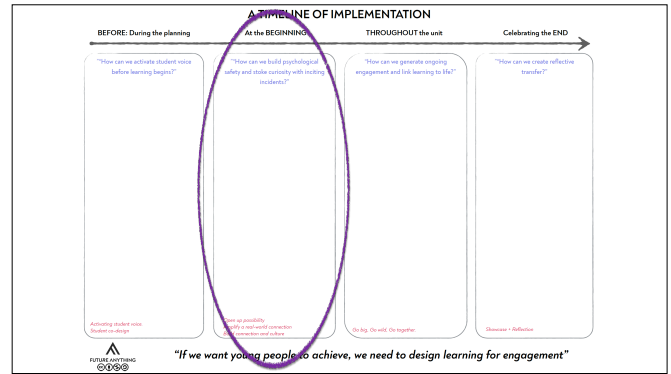 A TIMELINE OF IMPLEMENTATION
BEFORE: During the planning
At the BEGINNING
THROUGHOUT the unit
Celebrating the END
""How can we activate student voice
before learning begins?"
"How can we build psychological
safety and stoke curiosity with inciting
incidents?"
"How can we generate ongoing
engagement and link learning to life?"
""How can we create reflective
transfer?"
Activating student voice
Student co-design
Open up possibility
Amplify a real-world connection
Build connection and culture
Go big. Go wild. Go together.
Showcase + Reflection
FUTURE ANYTHING
"If we want young people to achieve, we need to design learning for engagement"